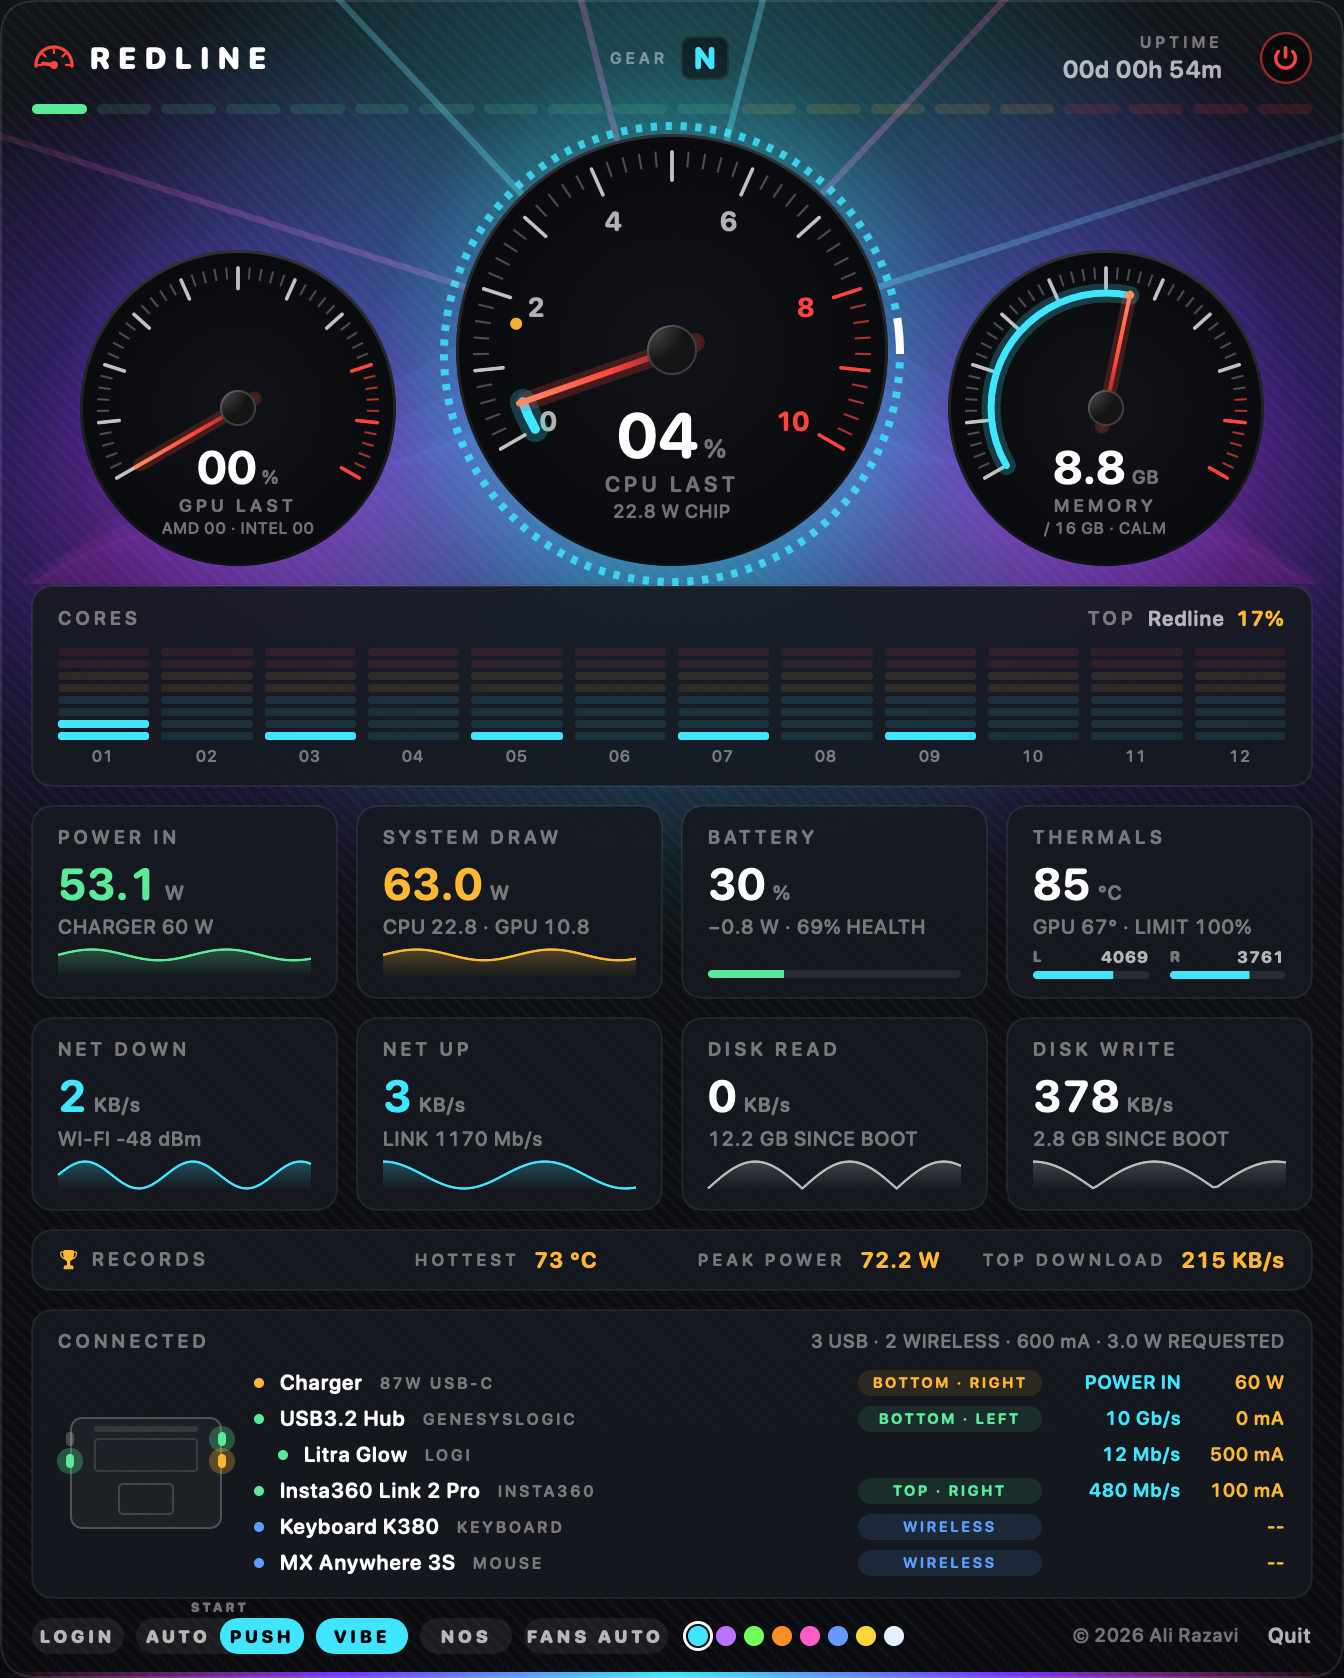 REDLINE
GEAR N
UPTIME
00d 00h 54m
4 6
2 8
0 10
00 %
GPU LAST
AMD 00 · INTEL 00
04 %
CPU LAST
22.8 W CHIP
8.8 GB
MEMORY
/ 16 GB · CALM
CORES TOP Redline 17%
01 02 03 04 05 06 07 08 09 10 11 12
POWER IN
53.1 W
CHARGER 60 W
SYSTEM DRAW
63.0 W
CPU 22.8 · GPU 10.8
BATTERY
30 %
−0.8 W · 69% HEALTH
THERMALS
85 °C
GPU 67° · LIMIT 100%
L 4069 R 3761
NET DOWN
2 KB/s
WI-FI -48 dBm
NET UP
3 KB/s
LINK 1170 Mb/s
DISK READ
0 KB/s
12.2 GB SINCE BOOT
DISK WRITE
378 KB/s
2.8 GB SINCE BOOT
RECORDS HOTTEST 73 °C PEAK POWER 72.2 W TOP DOWNLOAD 215 KB/s
CONNECTED 3 USB · 2 WIRELESS · 600 mA · 3.0 W REQUESTED
Charger 87W USB-C BOTTOM · RIGHT POWER IN 60 W
USB3.2 Hub GENESYSLOGIC BOTTOM · LEFT 10 Gb/s 0 mA
Litra Glow LOGI 12 Mb/s 500 mA
Insta360 Link 2 Pro INSTA360 TOP · RIGHT 480 Mb/s 100 mA
Keyboard K380 KEYBOARD WIRELESS --
MX Anywhere 3S MOUSE WIRELESS --
START
LOGIN AUTO PUSH VIBE NOS FANS AUTO © 2026 Ali Razavi Quit